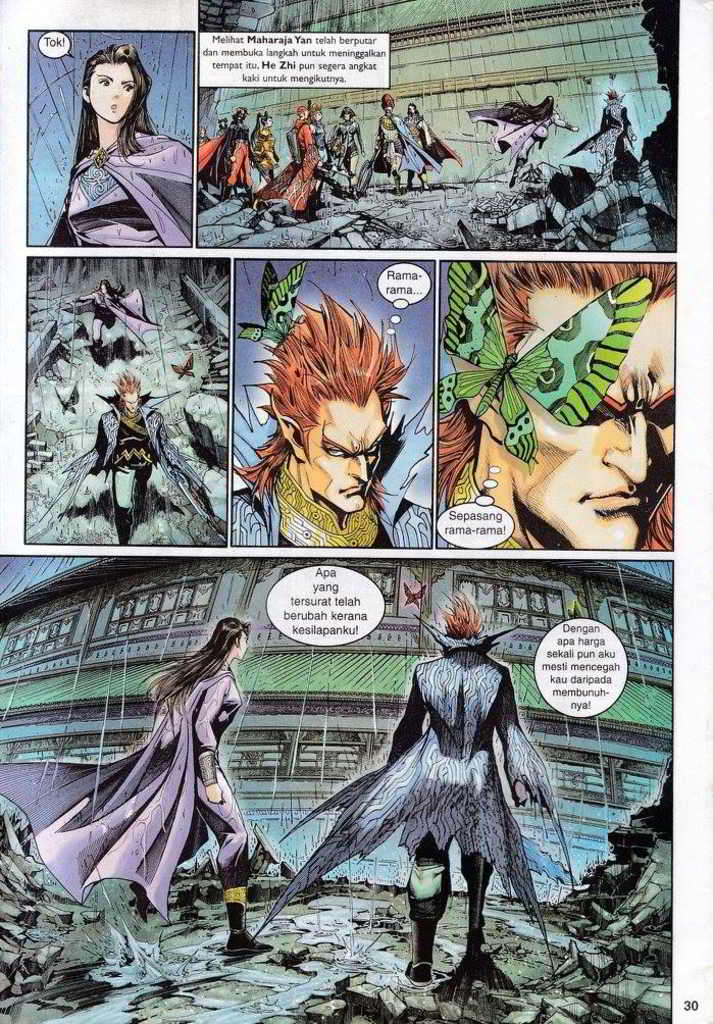 Tok!
Melihat Maharaja Yan telah berputar
dan membuka langkah untuk meninggalkan
tempat itu, He Zhi pun segera angkat
kaki untuk mengikutnya.
Rama-
rama...
Sepasang
rama-rama!
Apa
yang
tersurat telah
berubah kerana
kesilapanku!
Dengan
apa harga
sekali pun aku
mesti mencegah
kau daripada
membunuh-
nya!
30